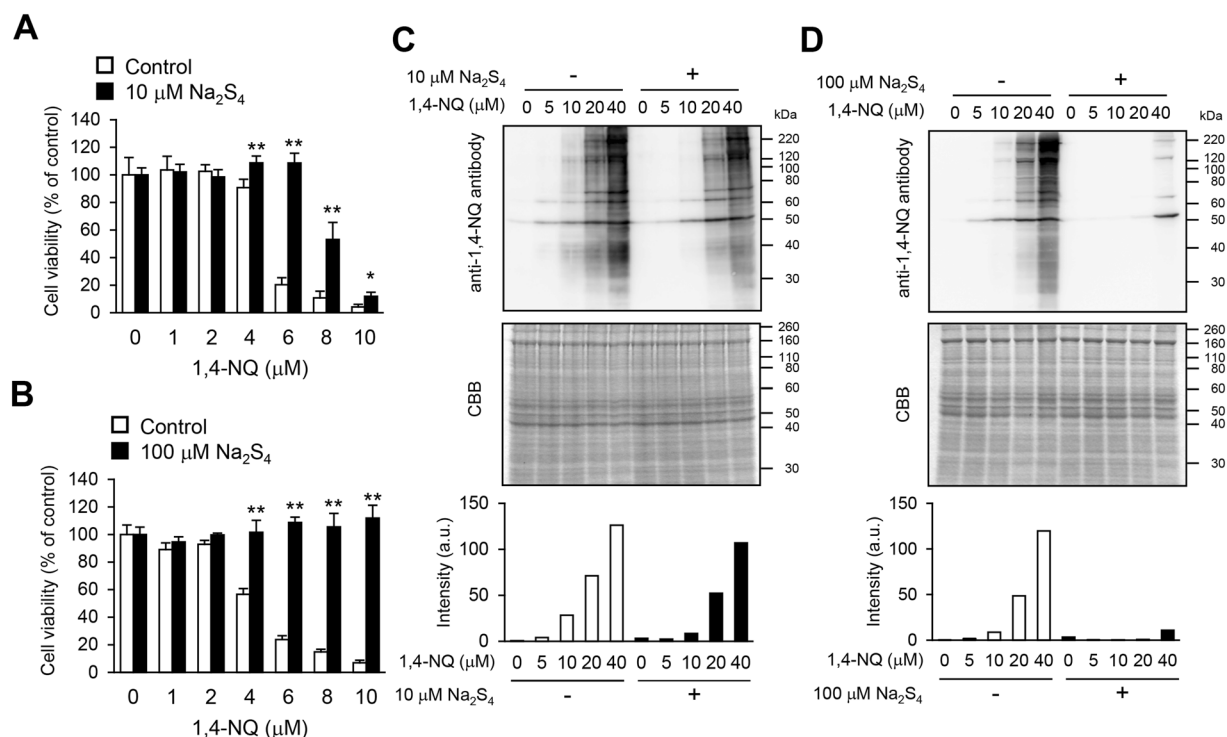 A
Control
10 μM Na2S4
Cell viability (% of control)
140
120
100
80
60
40
20
0
** ** ** *
0 1 2 4 6 8 10
1,4-NQ (μM)
B
Control
100 μM Na2S4
Cell viability (% of control)
140
120
100
80
60
40
20
0
** ** ** **
0 1 2 4 6 8 10
1,4-NQ (μM)
C
10 μM Na2S4 - +
1,4-NQ (μM) 0 5 10 20 40 0 5 10 20 40 kDa
anti-1,4-NQ antibody
220
120
100
80
60
50
40
30
CBB
260
160
110
80
60
50
40
30
Intensity (a.u.)
150
100
50
0
1,4-NQ (μM) 0 5 10 20 40 0 5 10 20 40
10 μM Na2S4 - +
D
100 μM Na2S4 - +
1,4-NQ (μM) 0 5 10 20 40 0 5 10 20 40 kDa
anti-1,4-NQ antibody
220
120
100
80
60
50
40
30
CBB
260
160
110
80
60
50
40
30
Intensity (a.u.)
150
100
50
0
1,4-NQ (μM) 0 5 10 20 40 0 5 10 20 40
100 μM Na2S4 - +